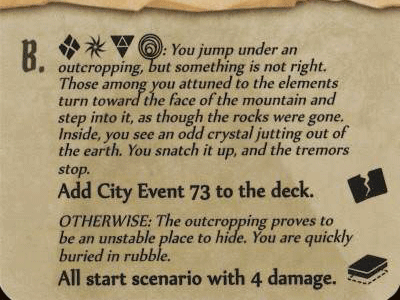 B. : You jump under an
outcropping, but something is not right.
Those among you attuned to the elements
turn toward the face of the mountain and
step into it, as though the rocks were gone.
Inside, you see an odd crystal jutting out of
the earth. You snatch it up, and the tremors
stop.
Add City Event 73 to the deck.
OTHERWISE: The outcropping proves to
be an unstable place to hide. You are quickly
buried in rubble.
All start scenario with 4 damage.